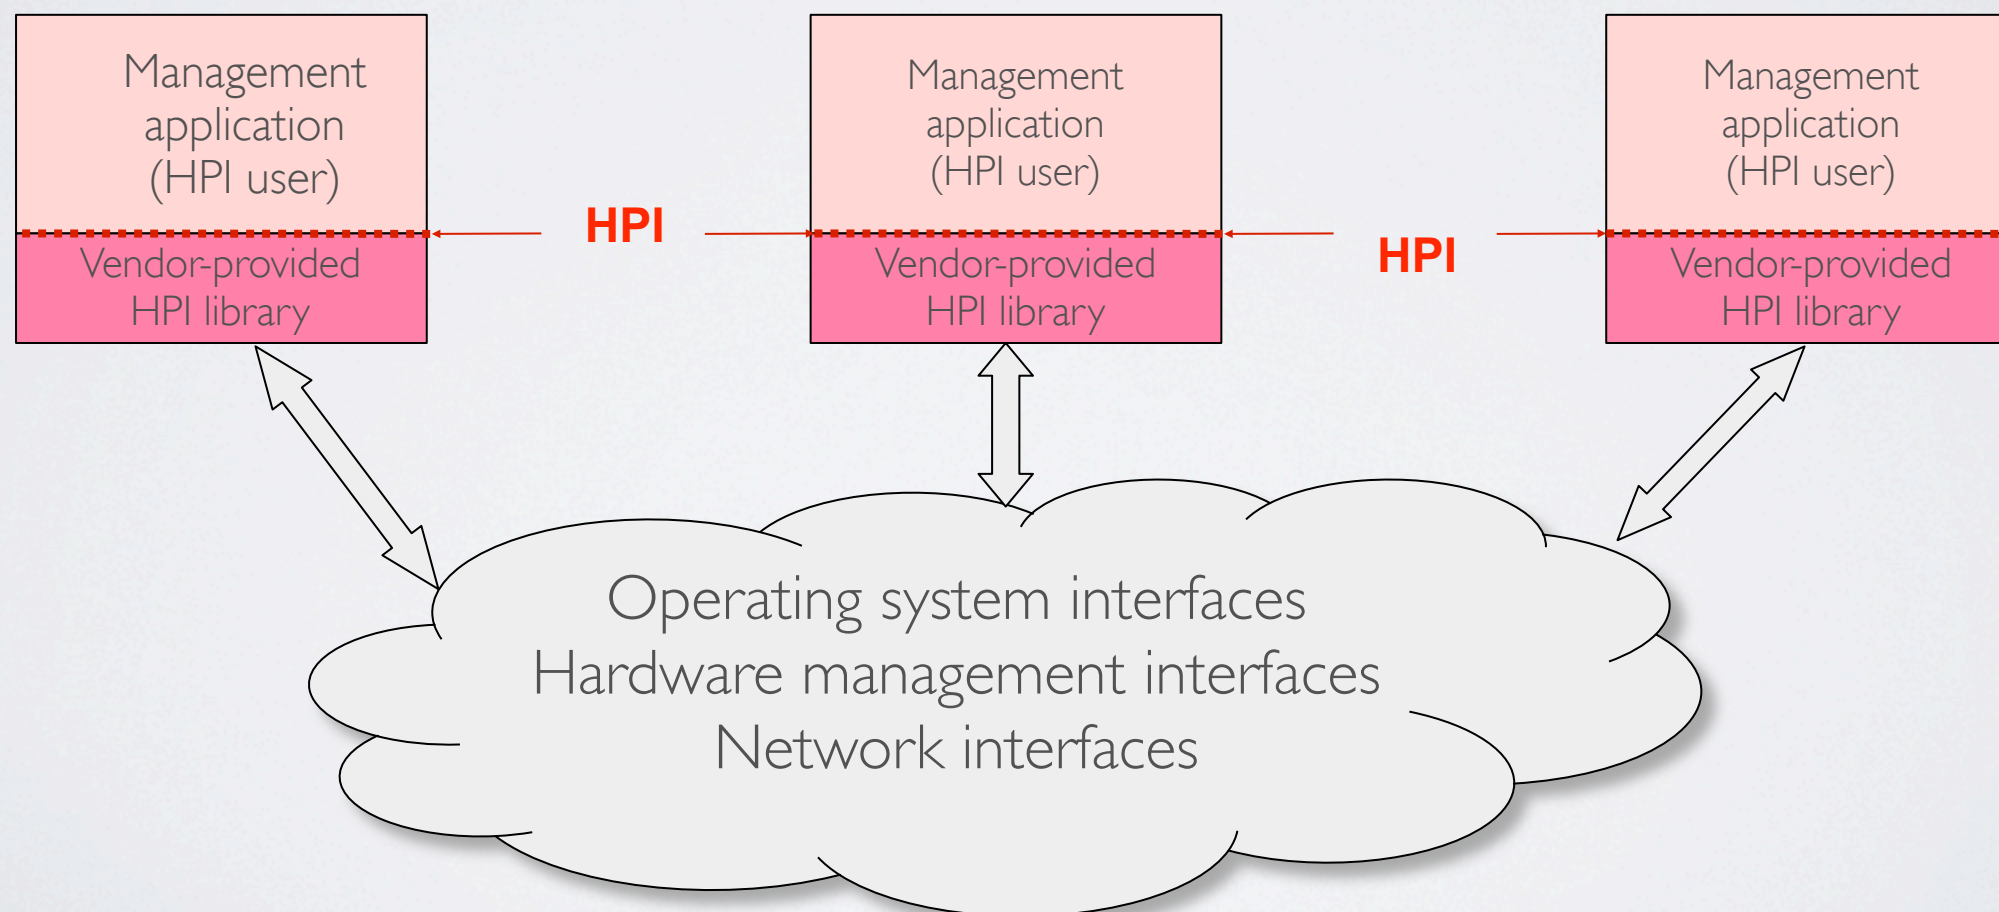 Management
application
(HPI user)
Vendor-provided
HPI library
HPI
Management
application
(HPI user)
Vendor-provided
HPI library
HPI
Management
application
(HPI user)
Vendor-provided
HPI library
Operating system interfaces
Hardware management interfaces
Network interfaces